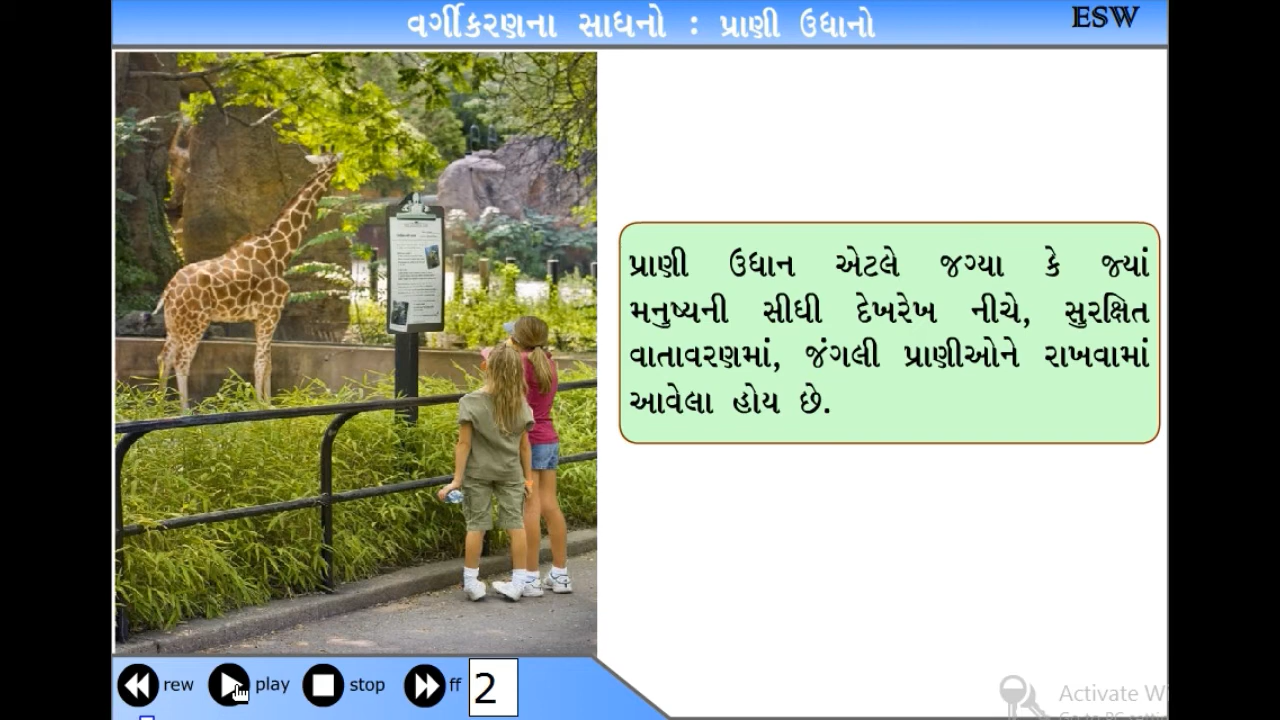 વર્ગીકરણના સાધનો : પ્રાણી ઉધાનો
ESW
પ્રાણી ઉધાન એટલે જગ્યા કે જ્યાં
મનુષ્યની સીધી દેખરેખ નીચે, સુરક્ષિત
વાતાવરણમાં, જંગલી પ્રાણીઓને રાખવામાં
આવેલા હોય છે.
rew
play
stop
ff
2
Activate Wi